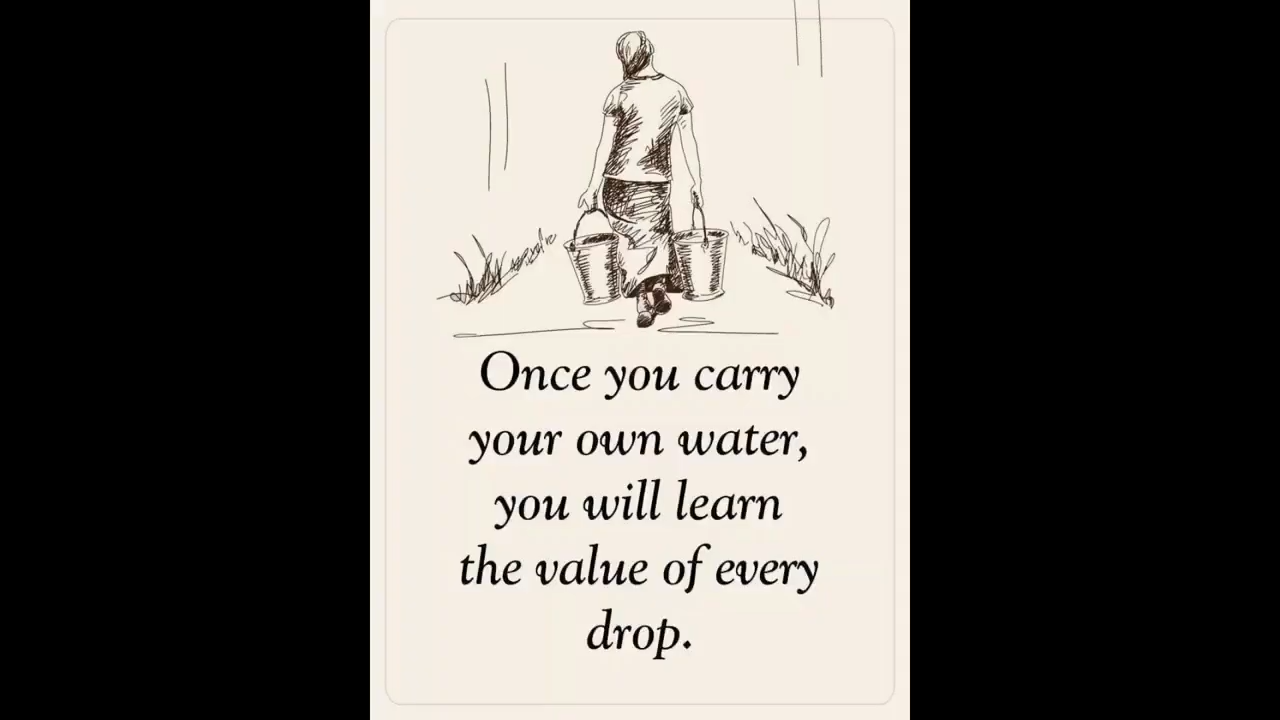 Once you carry
your own water,
you will learn
the value of every
drop.